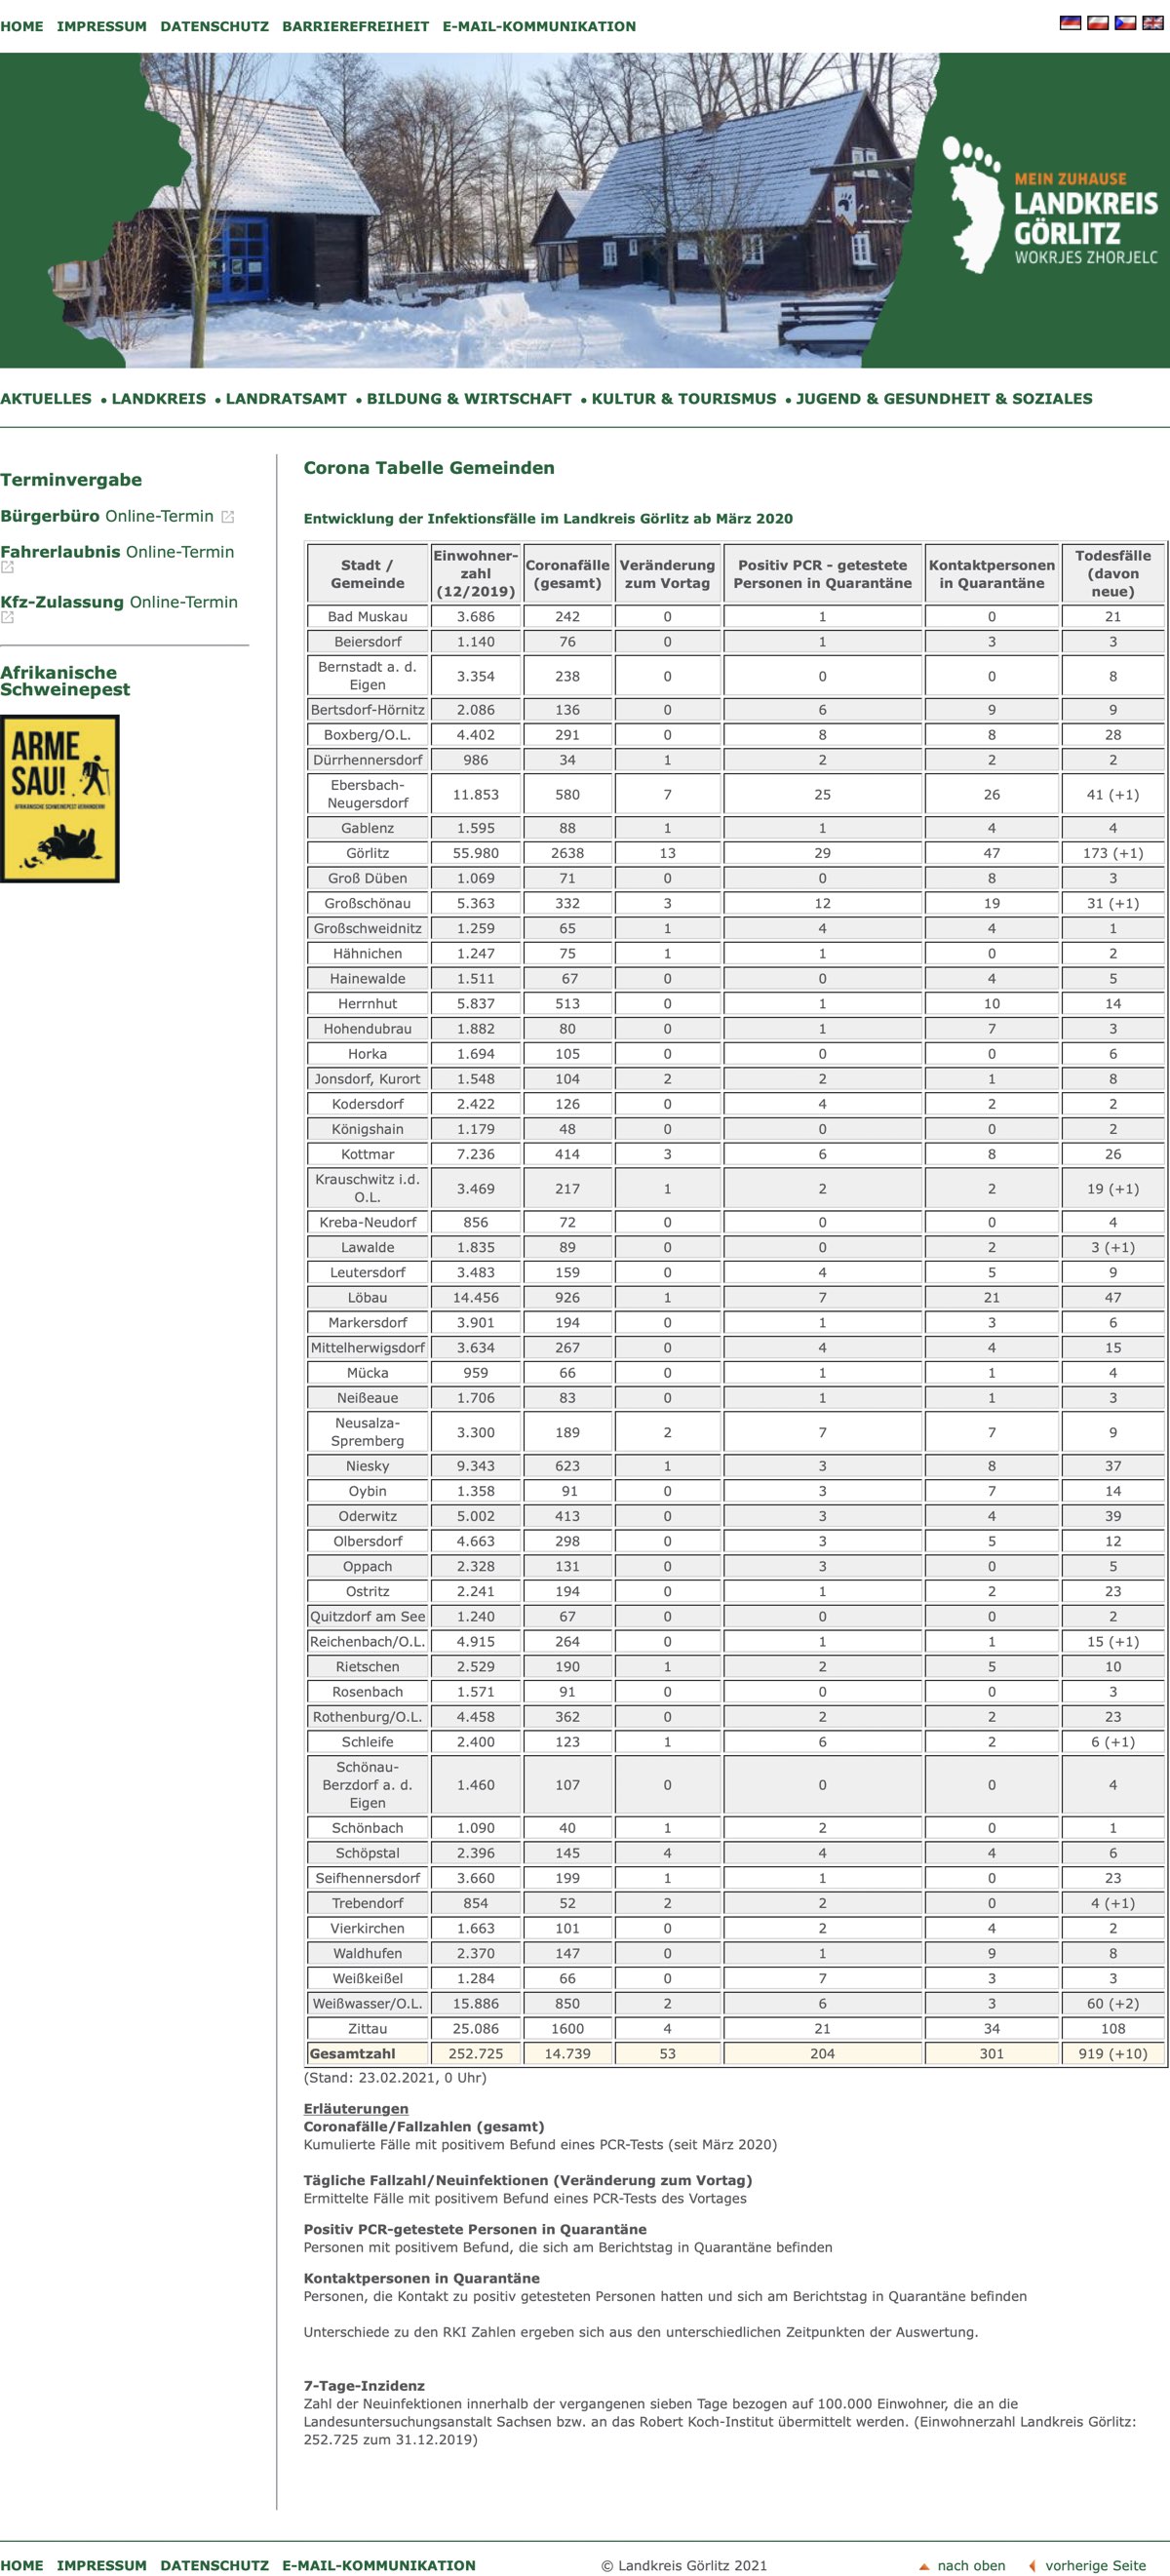 HOME IMPRESSUM DATENSCHUTZ BARRIEREFREIHEIT E-MAIL-KOMMUNIKATION
MEIN ZUHAUSE
LANDKREIS
GÖRLITZ
WOKRJES ZHORJELC
AKTUELLES • LANDKREIS • LANDRATSAMT • BILDUNG & WIRTSCHAFT • KULTUR & TOURISMUS • JUGEND & GESUNDHEIT & SOZIALES
Terminvergabe
Bürgerbüro Online-Termin
Fahrerlaubnis Online-Termin
Kfz-Zulassung Online-Termin
Afrikanische
Schweinepest
ARME
SAU!
AFRIKANISCHE SCHWEINEPEST VERHINDERN!
Corona Tabelle Gemeinden
Entwicklung der Infektionsfälle im Landkreis Görlitz ab März 2020
Stadt / Gemeinde Einwohner-zahl (12/2019) Coronafälle (gesamt) Veränderung zum Vortag Positiv PCR - getestete Personen in Quarantäne Kontaktpersonen in Quarantäne Todesfälle (davon neue)
Bad Muskau 3.686 242 0 1 0 21
Beiersdorf 1.140 76 0 1 3 3
Bernstadt a. d. Eigen 3.354 238 0 0 0 8
Bertsdorf-Hörnitz 2.086 136 0 6 9 9
Boxberg/O.L. 4.402 291 0 8 8 28
Dürrhennersdorf 986 34 1 2 2 2
Ebersbach-Neugersdorf 11.853 580 7 25 26 41 (+1)
Gablenz 1.595 88 1 1 4 4
Görlitz 55.980 2638 13 29 47 173 (+1)
Groß Düben 1.069 71 0 0 8 3
Großschönau 5.363 332 3 12 19 31 (+1)
Großschweidnitz 1.259 65 1 4 4 1
Hähnichen 1.247 75 1 1 0 2
Hainewalde 1.511 67 0 0 4 5
Herrnhut 5.837 513 0 1 10 14
Hohendubrau 1.882 80 0 1 7 3
Horka 1.694 105 0 0 0 6
Jonsdorf, Kurort 1.548 104 2 2 1 8
Kodersdorf 2.422 126 0 4 2 2
Königshain 1.179 48 0 0 0 2
Kottmar 7.236 414 3 6 8 26
Krauschwitz i.d. O.L. 3.469 217 1 2 2 19 (+1)
Kreba-Neudorf 856 72 0 0 0 4
Lawalde 1.835 89 0 0 2 3 (+1)
Leutersdorf 3.483 159 0 4 5 9
Löbau 14.456 926 1 7 21 47
Markersdorf 3.901 194 0 1 3 6
Mittelherwigsdorf 3.634 267 0 4 4 15
Mücka 959 66 0 1 1 4
Neißeaue 1.706 83 0 1 1 3
Neusalza-Spremberg 3.300 189 2 7 7 9
Niesky 9.343 623 1 3 8 37
Oybin 1.358 91 0 3 7 14
Oderwitz 5.002 413 0 3 4 39
Olbersdorf 4.663 298 0 3 5 12
Oppach 2.328 131 0 3 0 5
Ostritz 2.241 194 0 1 2 23
Quitzdorf am See 1.240 67 0 0 0 2
Reichenbach/O.L. 4.915 264 0 1 1 15 (+1)
Rietschen 2.529 190 1 2 5 10
Rosenbach 1.571 91 0 0 0 3
Rothenburg/O.L. 4.458 362 0 2 2 23
Schleife 2.400 123 1 6 2 6 (+1)
Schönau-Berzdorf a. d. Eigen 1.460 107 0 0 0 4
Schönbach 1.090 40 1 2 0 1
Schöpstal 2.396 145 4 4 4 6
Seifhennersdorf 3.660 199 1 1 0 23
Trebendorf 854 52 2 2 0 4 (+1)
Vierkirchen 1.663 101 0 2 4 2
Waldhufen 2.370 147 0 1 9 8
Weißkeißel 1.284 66 0 7 3 3
Weißwasser/O.L. 15.886 850 2 6 3 60 (+2)
Zittau 25.086 1600 4 21 34 108
Gesamtzahl 252.725 14.739 53 204 301 919 (+10)
(Stand: 23.02.2021, 0 Uhr)
Erläuterungen
Coronafälle/Fallzahlen (gesamt)
Kumulierte Fälle mit positivem Befund eines PCR-Tests (seit März 2020)
Tägliche Fallzahl/Neuinfektionen (Veränderung zum Vortag)
Ermittelte Fälle mit positivem Befund eines PCR-Tests des Vortages
Positiv PCR-getestete Personen in Quarantäne
Personen mit positivem Befund, die sich am Berichtstag in Quarantäne befinden
Kontaktpersonen in Quarantäne
Personen, die Kontakt zu positiv getesteten Personen hatten und sich am Berichtstag in Quarantäne befinden
Unterschiede zu den RKI Zahlen ergeben sich aus den unterschiedlichen Zeitpunkten der Auswertung.
7-Tage-Inzidenz
Zahl der Neuinfektionen innerhalb der vergangenen sieben Tage bezogen auf 100.000 Einwohner, die an die
Landesuntersuchungsanstalt Sachsen bzw. an das Robert Koch-Institut übermittelt werden. (Einwohnerzahl Landkreis Görlitz:
252.725 zum 31.12.2019)
HOME IMPRESSUM DATENSCHUTZ E-MAIL-KOMMUNIKATION © Landkreis Görlitz 2021 nach oben vorherige Seite